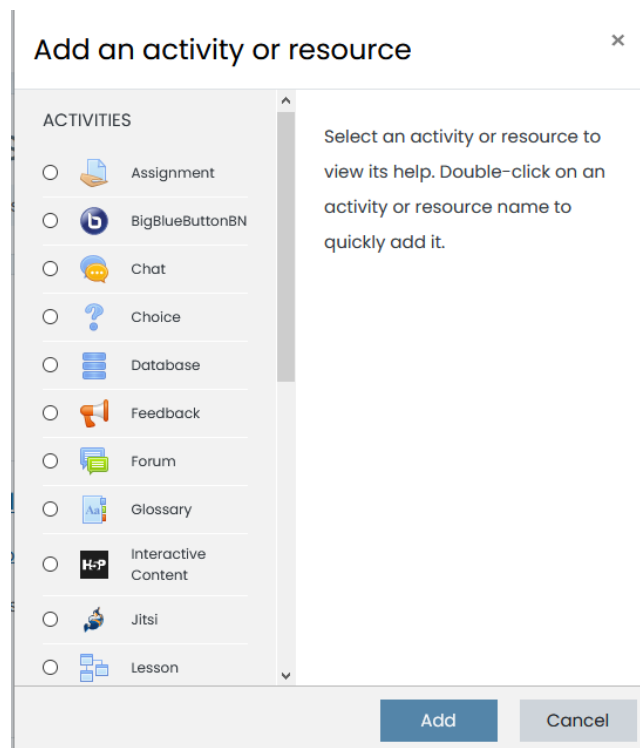 Add an activity or resource
×
ACTIVITIES
Assignment
BigBlueButtonBN
Chat
Choice
Database
Feedback
Forum
Aa
Glossary
H-P
Interactive
Content
Jitsi
Lesson
Select an activity or resource to
view its help. Double-click on an
activity or resource name to
quickly add it.
Add
Cancel